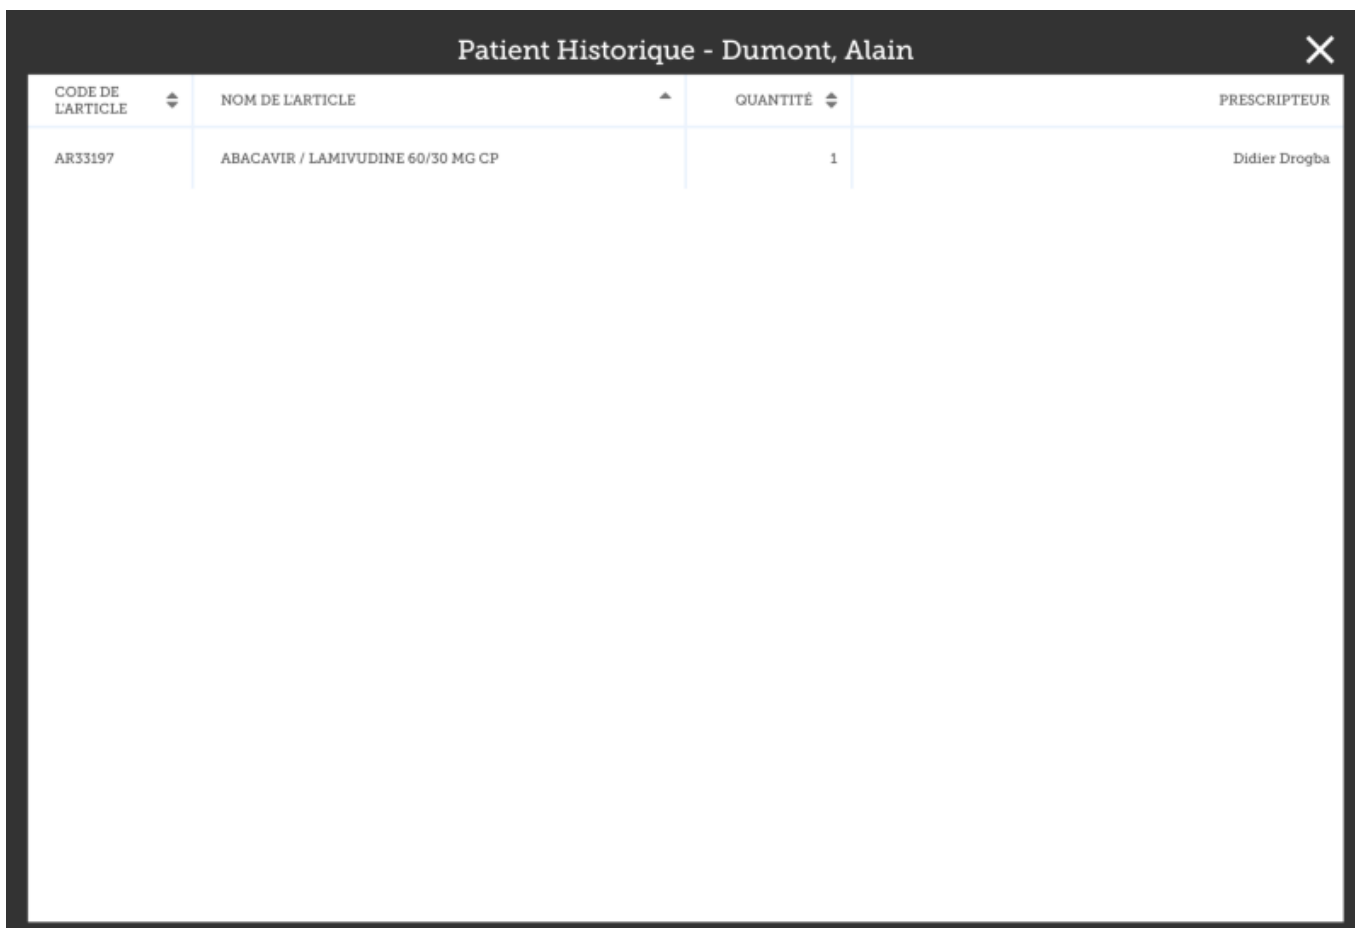 Patient Historique - Dumont, Alain
CODE DE
L'ARTICLE
NOM DE L'ARTICLE
QUANTITÉ
PRESCRIPTEUR
AR33197
ABACAVIR / LAMIVUDINE 60/30 MG CP
1
Didier Drogba